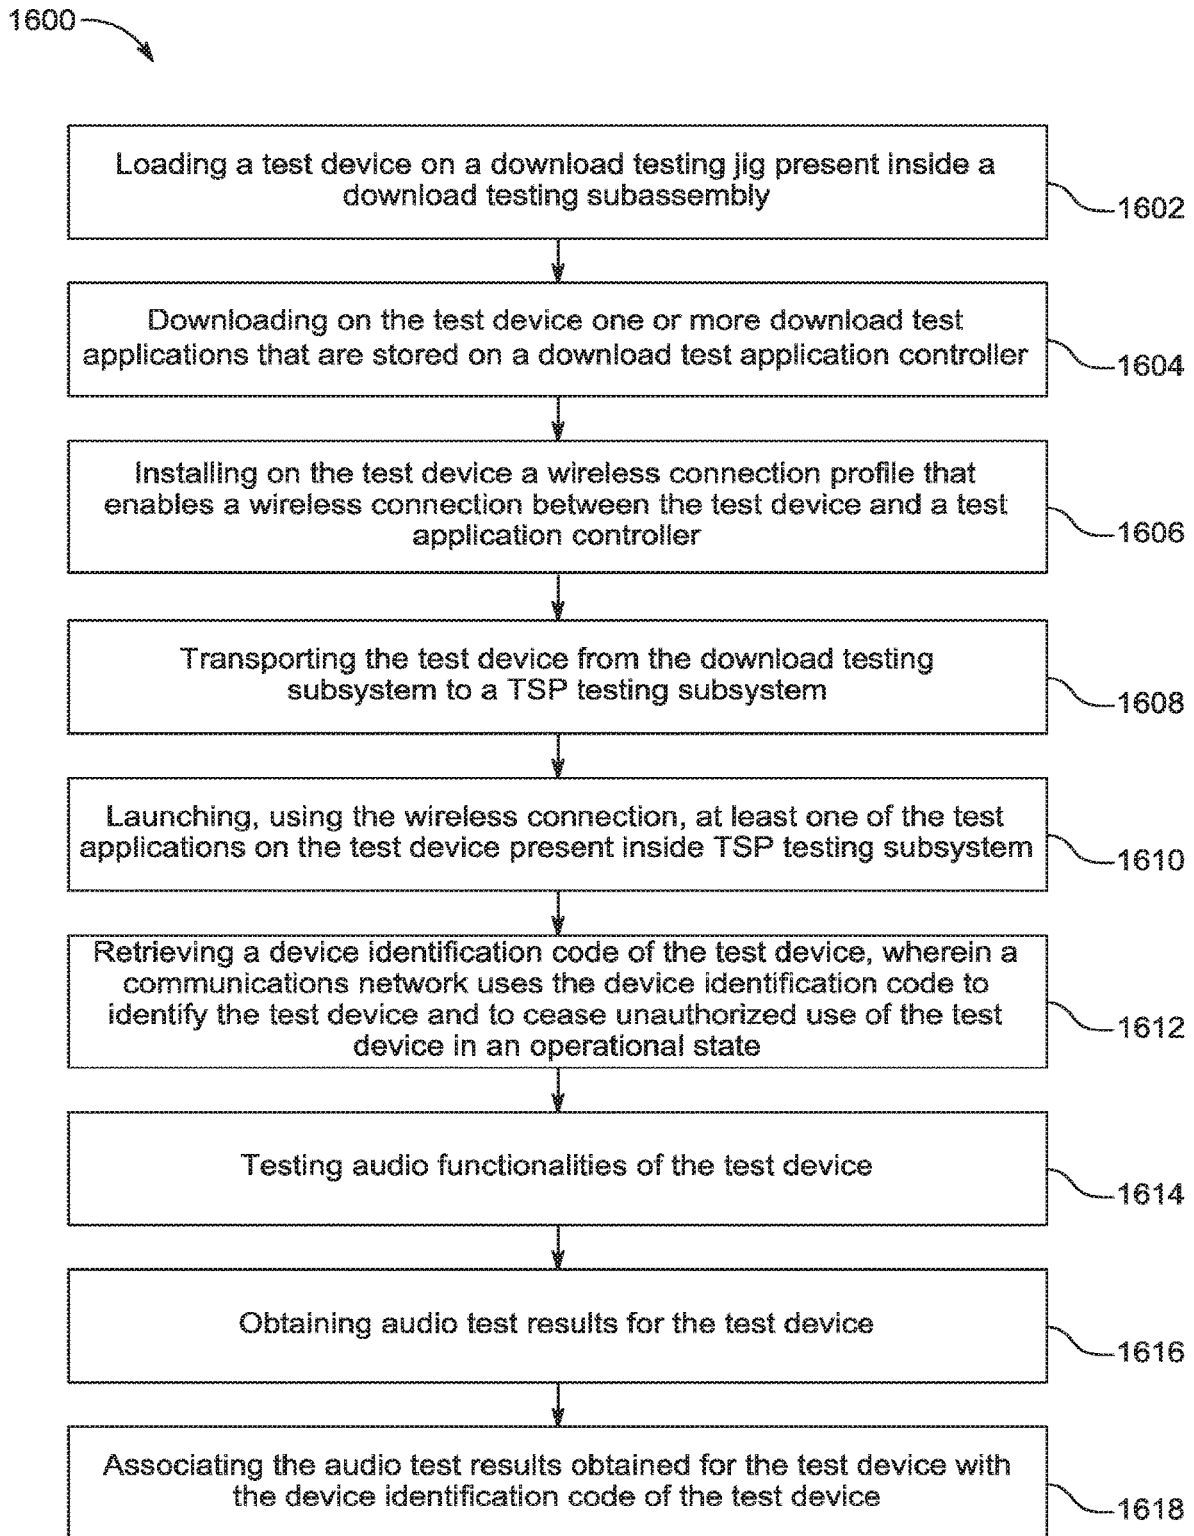 1600
Loading a test device on a download testing jig present inside a
download testing subassembly
1602
Downloading on the test device one or more download test
applications that are stored on a download test application controller
1604
Installing on the test device a wireless connection profile that
enables a wireless connection between the test device and a test
application controller
1606
Transporting the test device from the download testing
subsystem to a TSP testing subsystem
1608
Launching, using the wireless connection, at least one of the test
applications on the test device present inside TSP testing subsystem
1610
Retrieving a device identification code of the test device, wherein a
communications network uses the device identification code to
identify the test device and to cease unauthorized use of the test
device in an operational state
1612
Testing audio functionalities of the test device
1614
Obtaining audio test results for the test device
1616
Associating the audio test results obtained for the test device with
the device identification code of the test device
1618